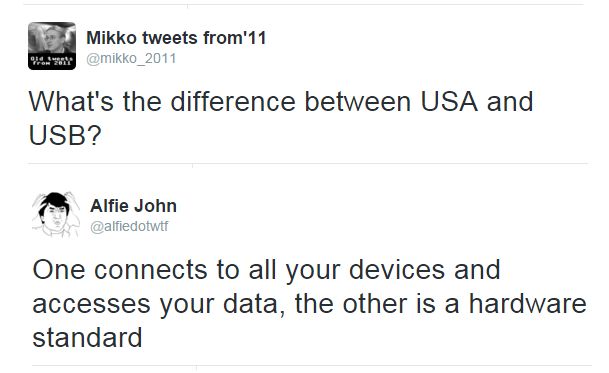 Mikko tweets from'11
@mikko_2011
Old tweets
from 2011
What's the difference between USA and
USB?
Alfie John
@alfiedotwtf
One connects to all your devices and
accesses your data, the other is a hardware
standard